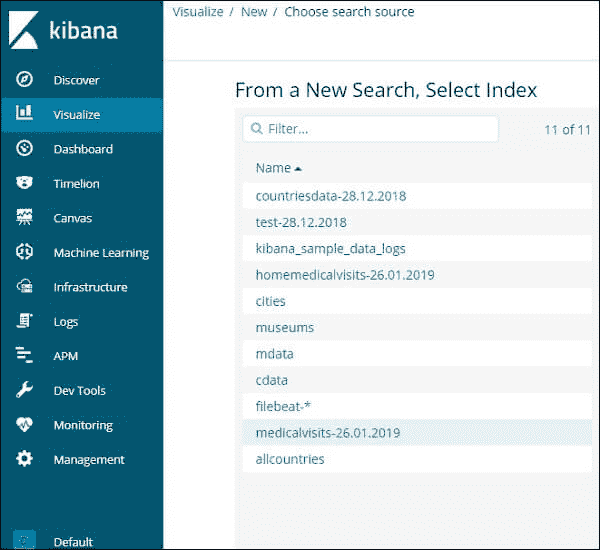 kibana
Discover
Visualize
Dashboard
Timelion
Canvas
Machine Learning
Infrastructure
Logs
APM
Dev Tools
Monitoring
Management
Default
Visualize / New / Choose search source
From a New Search, Select Index
Filter...
11 of 11
Name
countriesdata-28.12.2018
test-28.12.2018
kibana_sample_data_logs
homemedicalvisits-26.01.2019
cities
museums
mdata
cdata
filebeat-*
medicalvisits-26.01.2019
allcountries